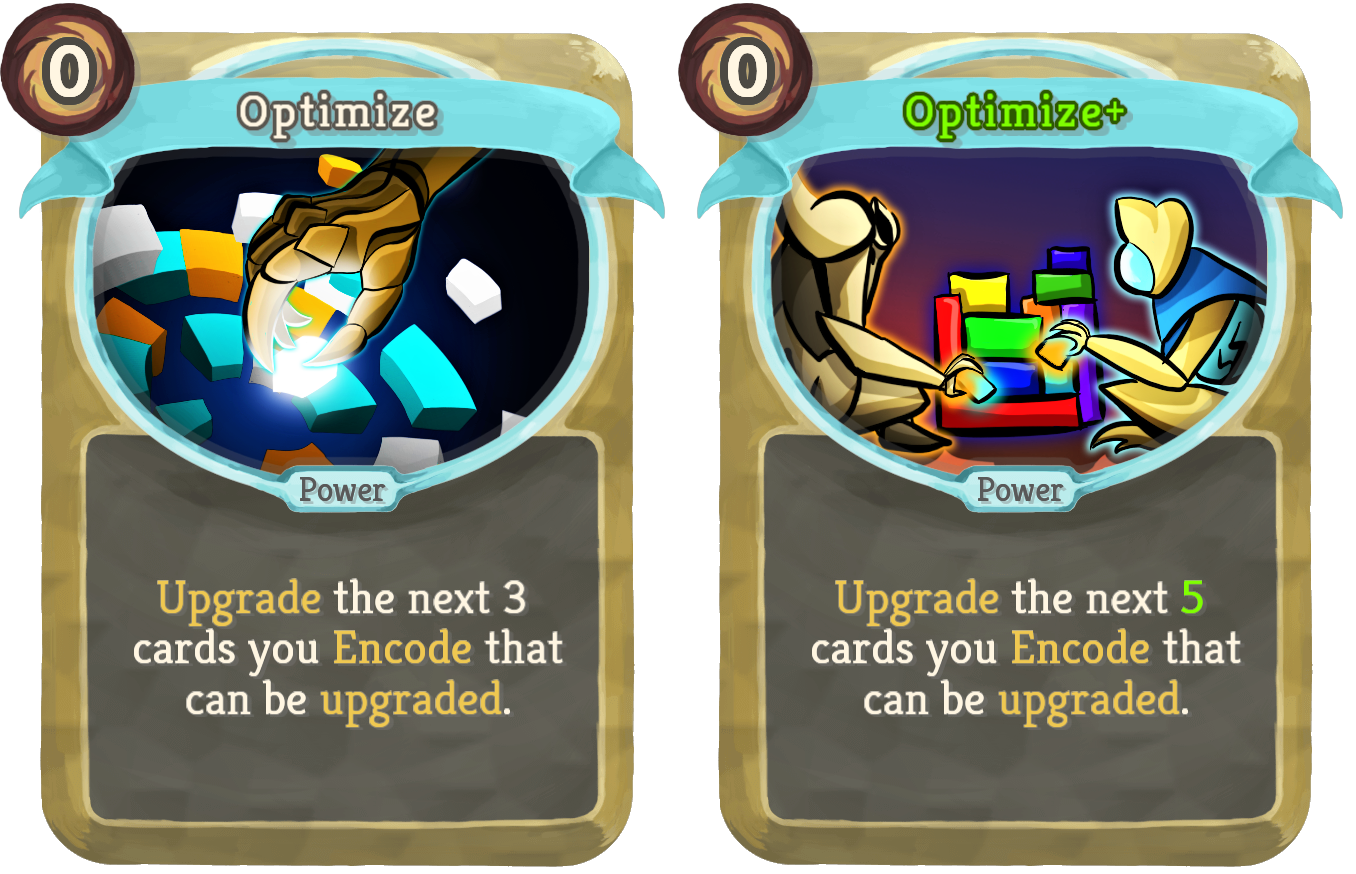 0
Optimize
Power
Upgrade the next 3
cards you Encode that
can be upgraded.
0
Optimize+
Power
Upgrade the next 5
cards you Encode that
can be upgraded.